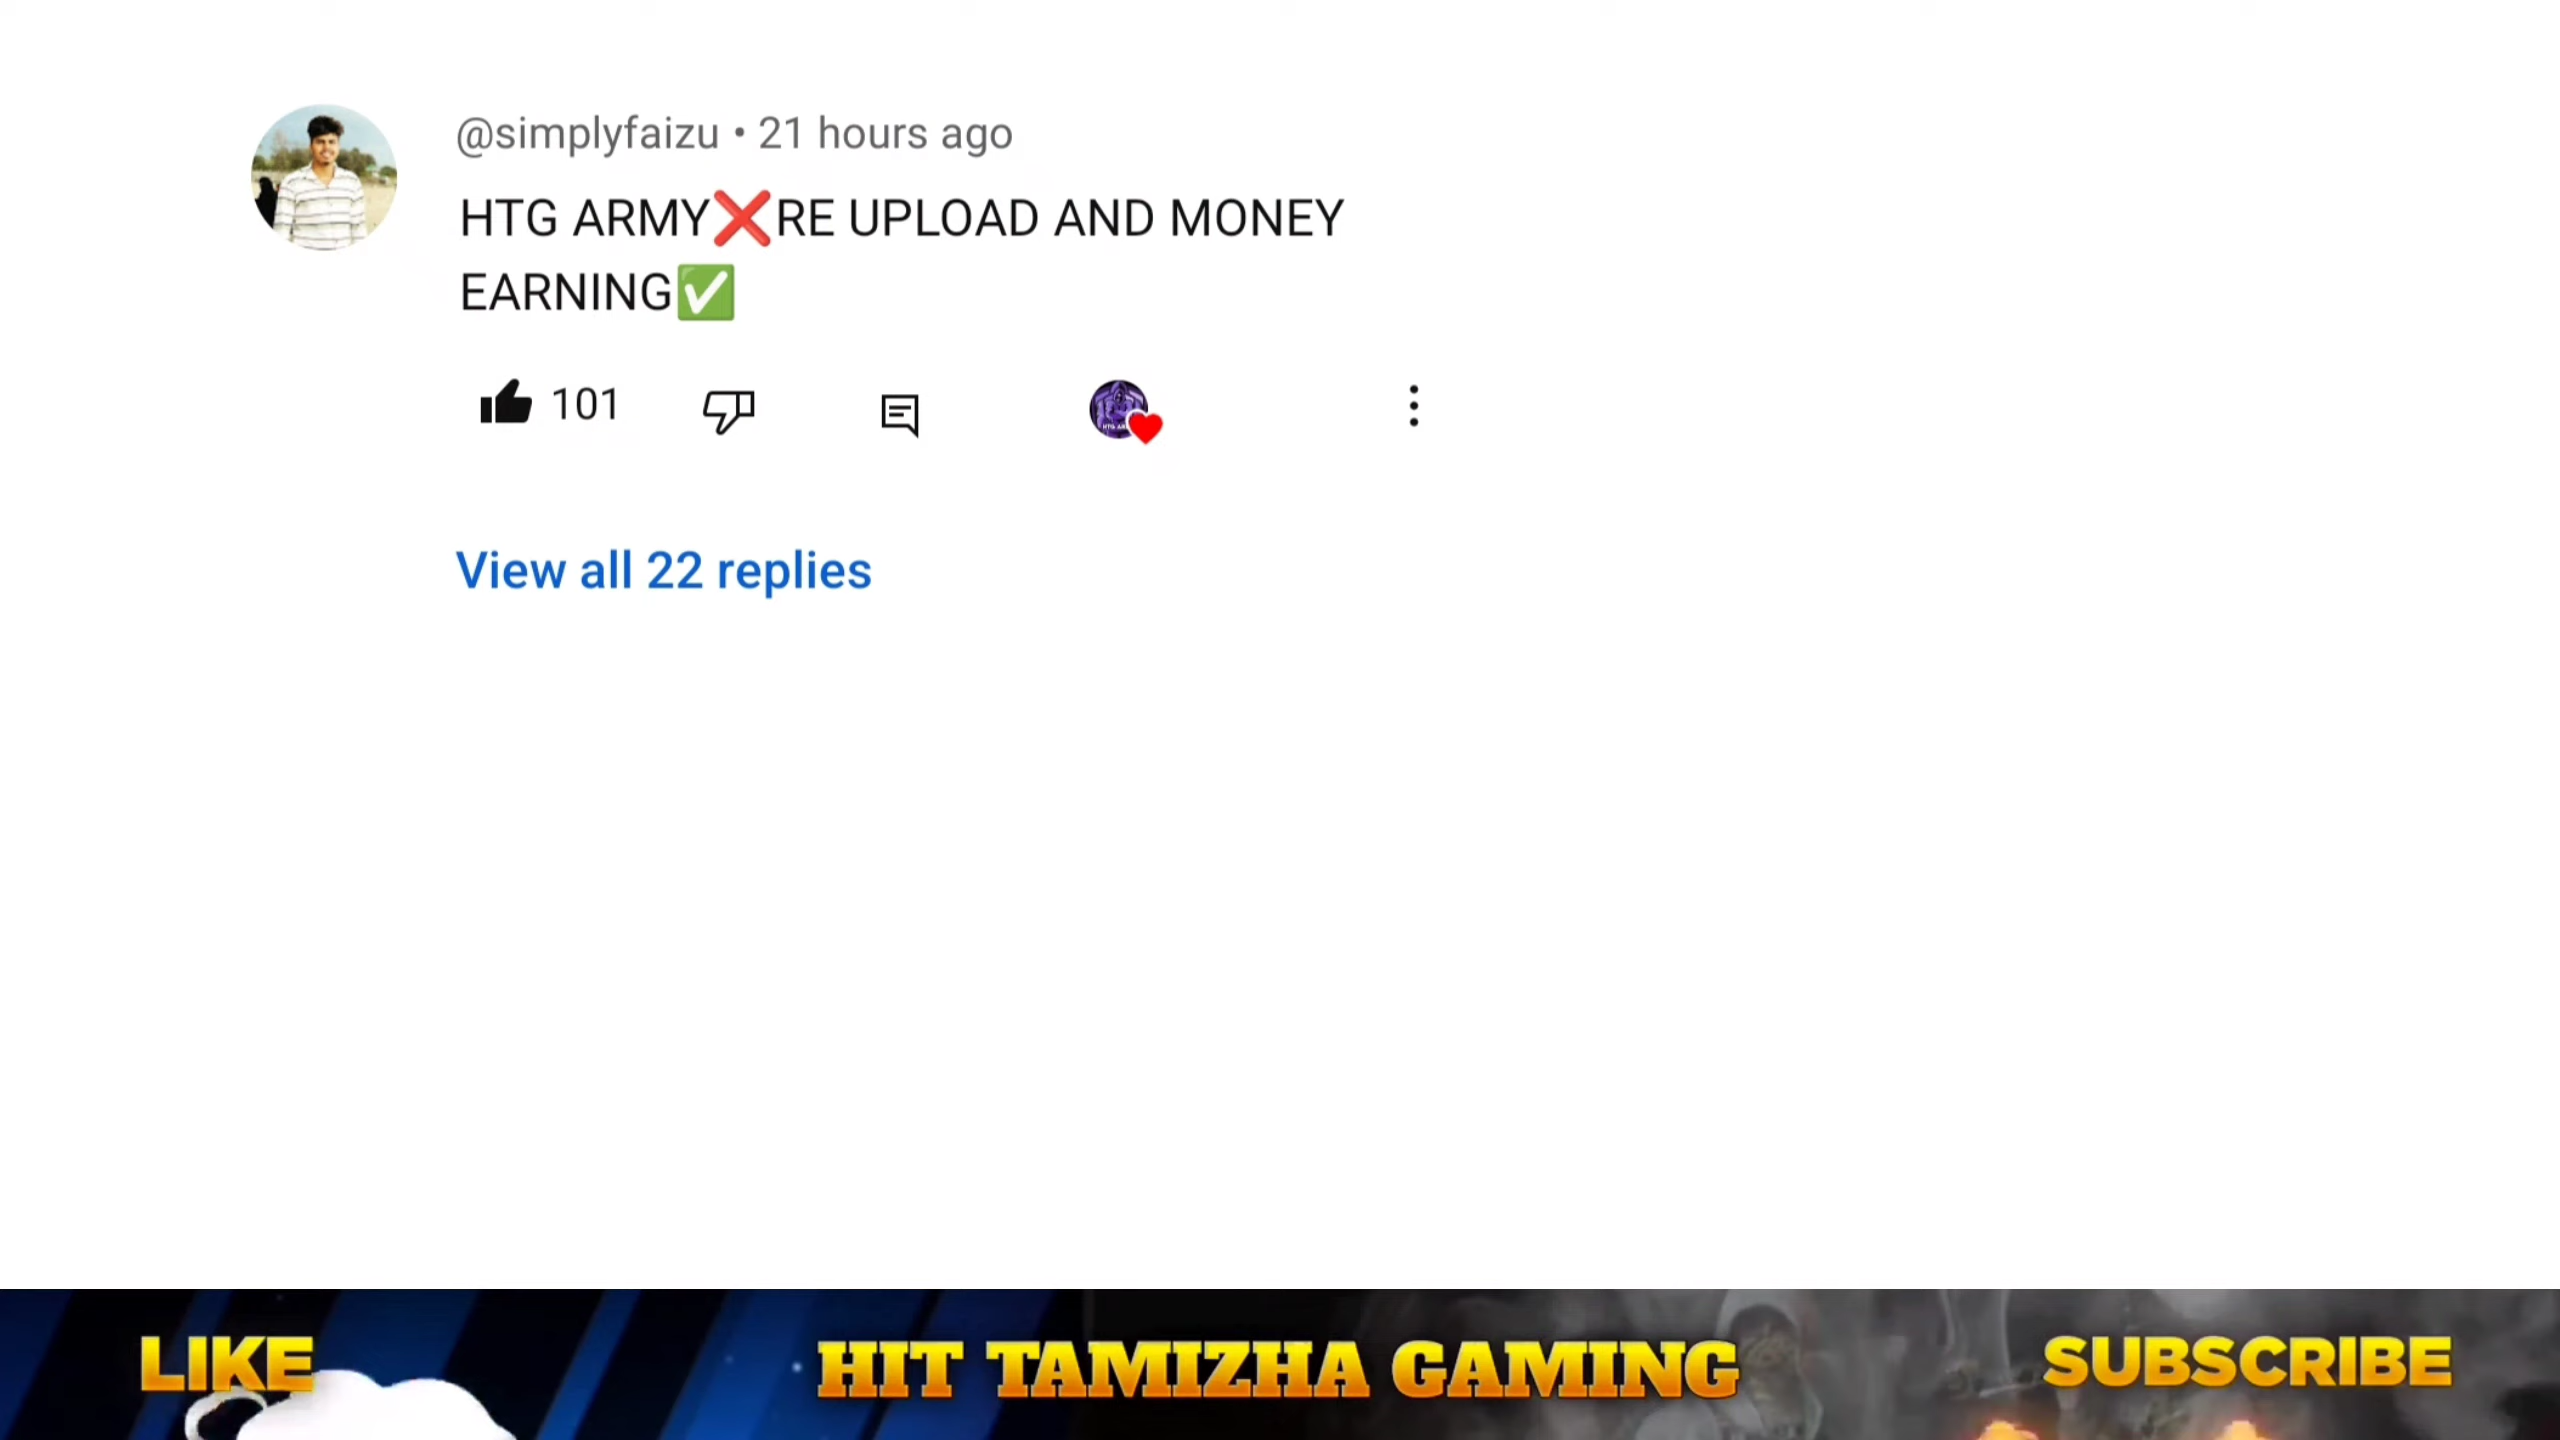 @simplyfaizu • 21 hours ago
HTG ARMY❌RE UPLOAD AND MONEY
EARNING✅
101
View all 22 replies
LIKE
HIT TAMIZHA GAMING
SUBSCRIBE